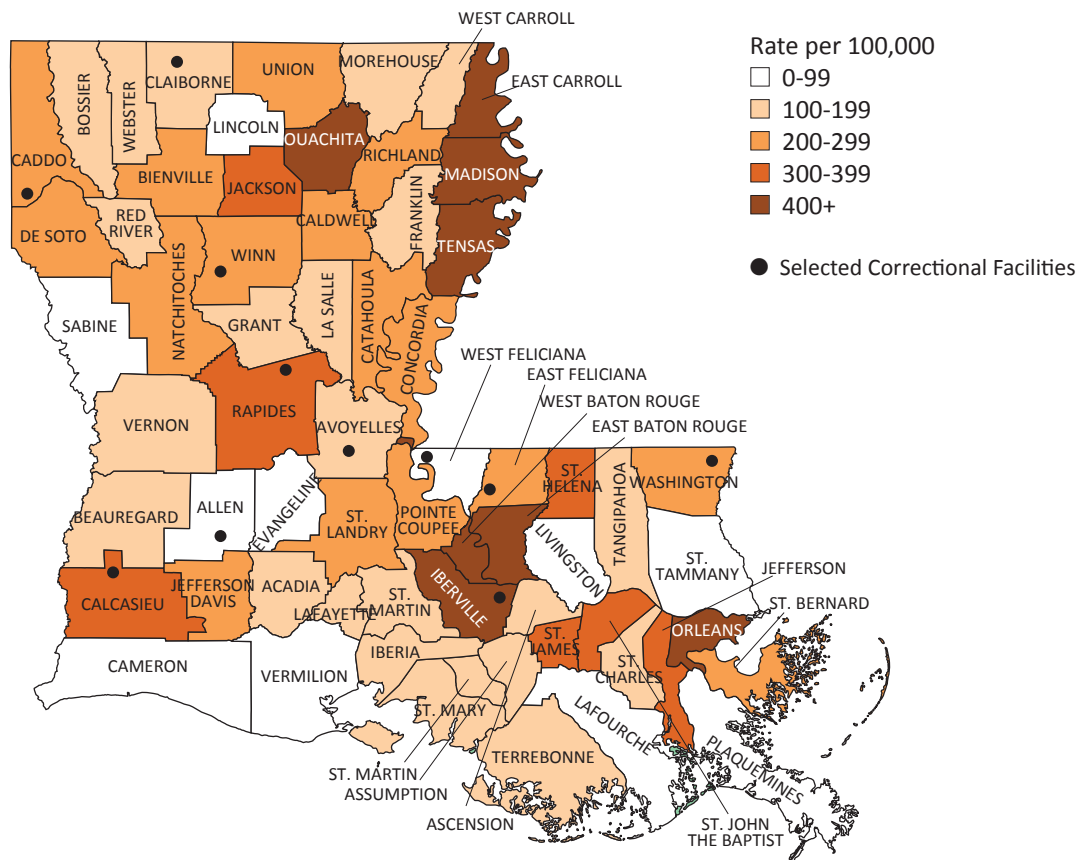 WEST CARROLL
MOREHOUSE
UNION
CLAIBORNE
EAST CARROLL
BOSSIER
WEBSTER
LINCOLN
OUACHITA
RICHLAND
CADDO
MADISON
BIENVILLE
JACKSON
FRANKLIN
RED
RIVER
CALDWELL
DE SOTO
TENSAS
WINN
NATCHITOCHES
LA SALLE
CATAHOULA
CONCORDIA
SABINE
GRANT
WEST FELICIANA
EAST FELICIANA
WEST BATON ROUGE
EAST BATON ROUGE
RAPIDES
VERNON
AVOYELLES
ST.
HELENA
TANGIPAHOA
WASHINGTON
ALLEN
EVANGELINE
BEAUREGARD
ST.
LANDRY
POINTE
COUPEE
LIVINGSTON
ST.
TAMMANY
JEFFERSON
ST. BERNARD
CALCASIEU
JEFFERSON
DAVIS
ACADIA
LAFAYETTE
ST.
MARTIN
IBERVILLE
ORLEANS
ST.
JAMES
IBERIA
CAMERON
VERMILION
ST.
CHARLES
ST. MARY
LAFOURCHE
PLAQUEMINES
TERREBONNE
ST. MARTIN
ASSUMPTION
ASCENSION
ST. JOHN
THE BAPTIST
Rate per 100,000
0-99
100-199
200-299
300-399
400+
Selected Correctional Facilities